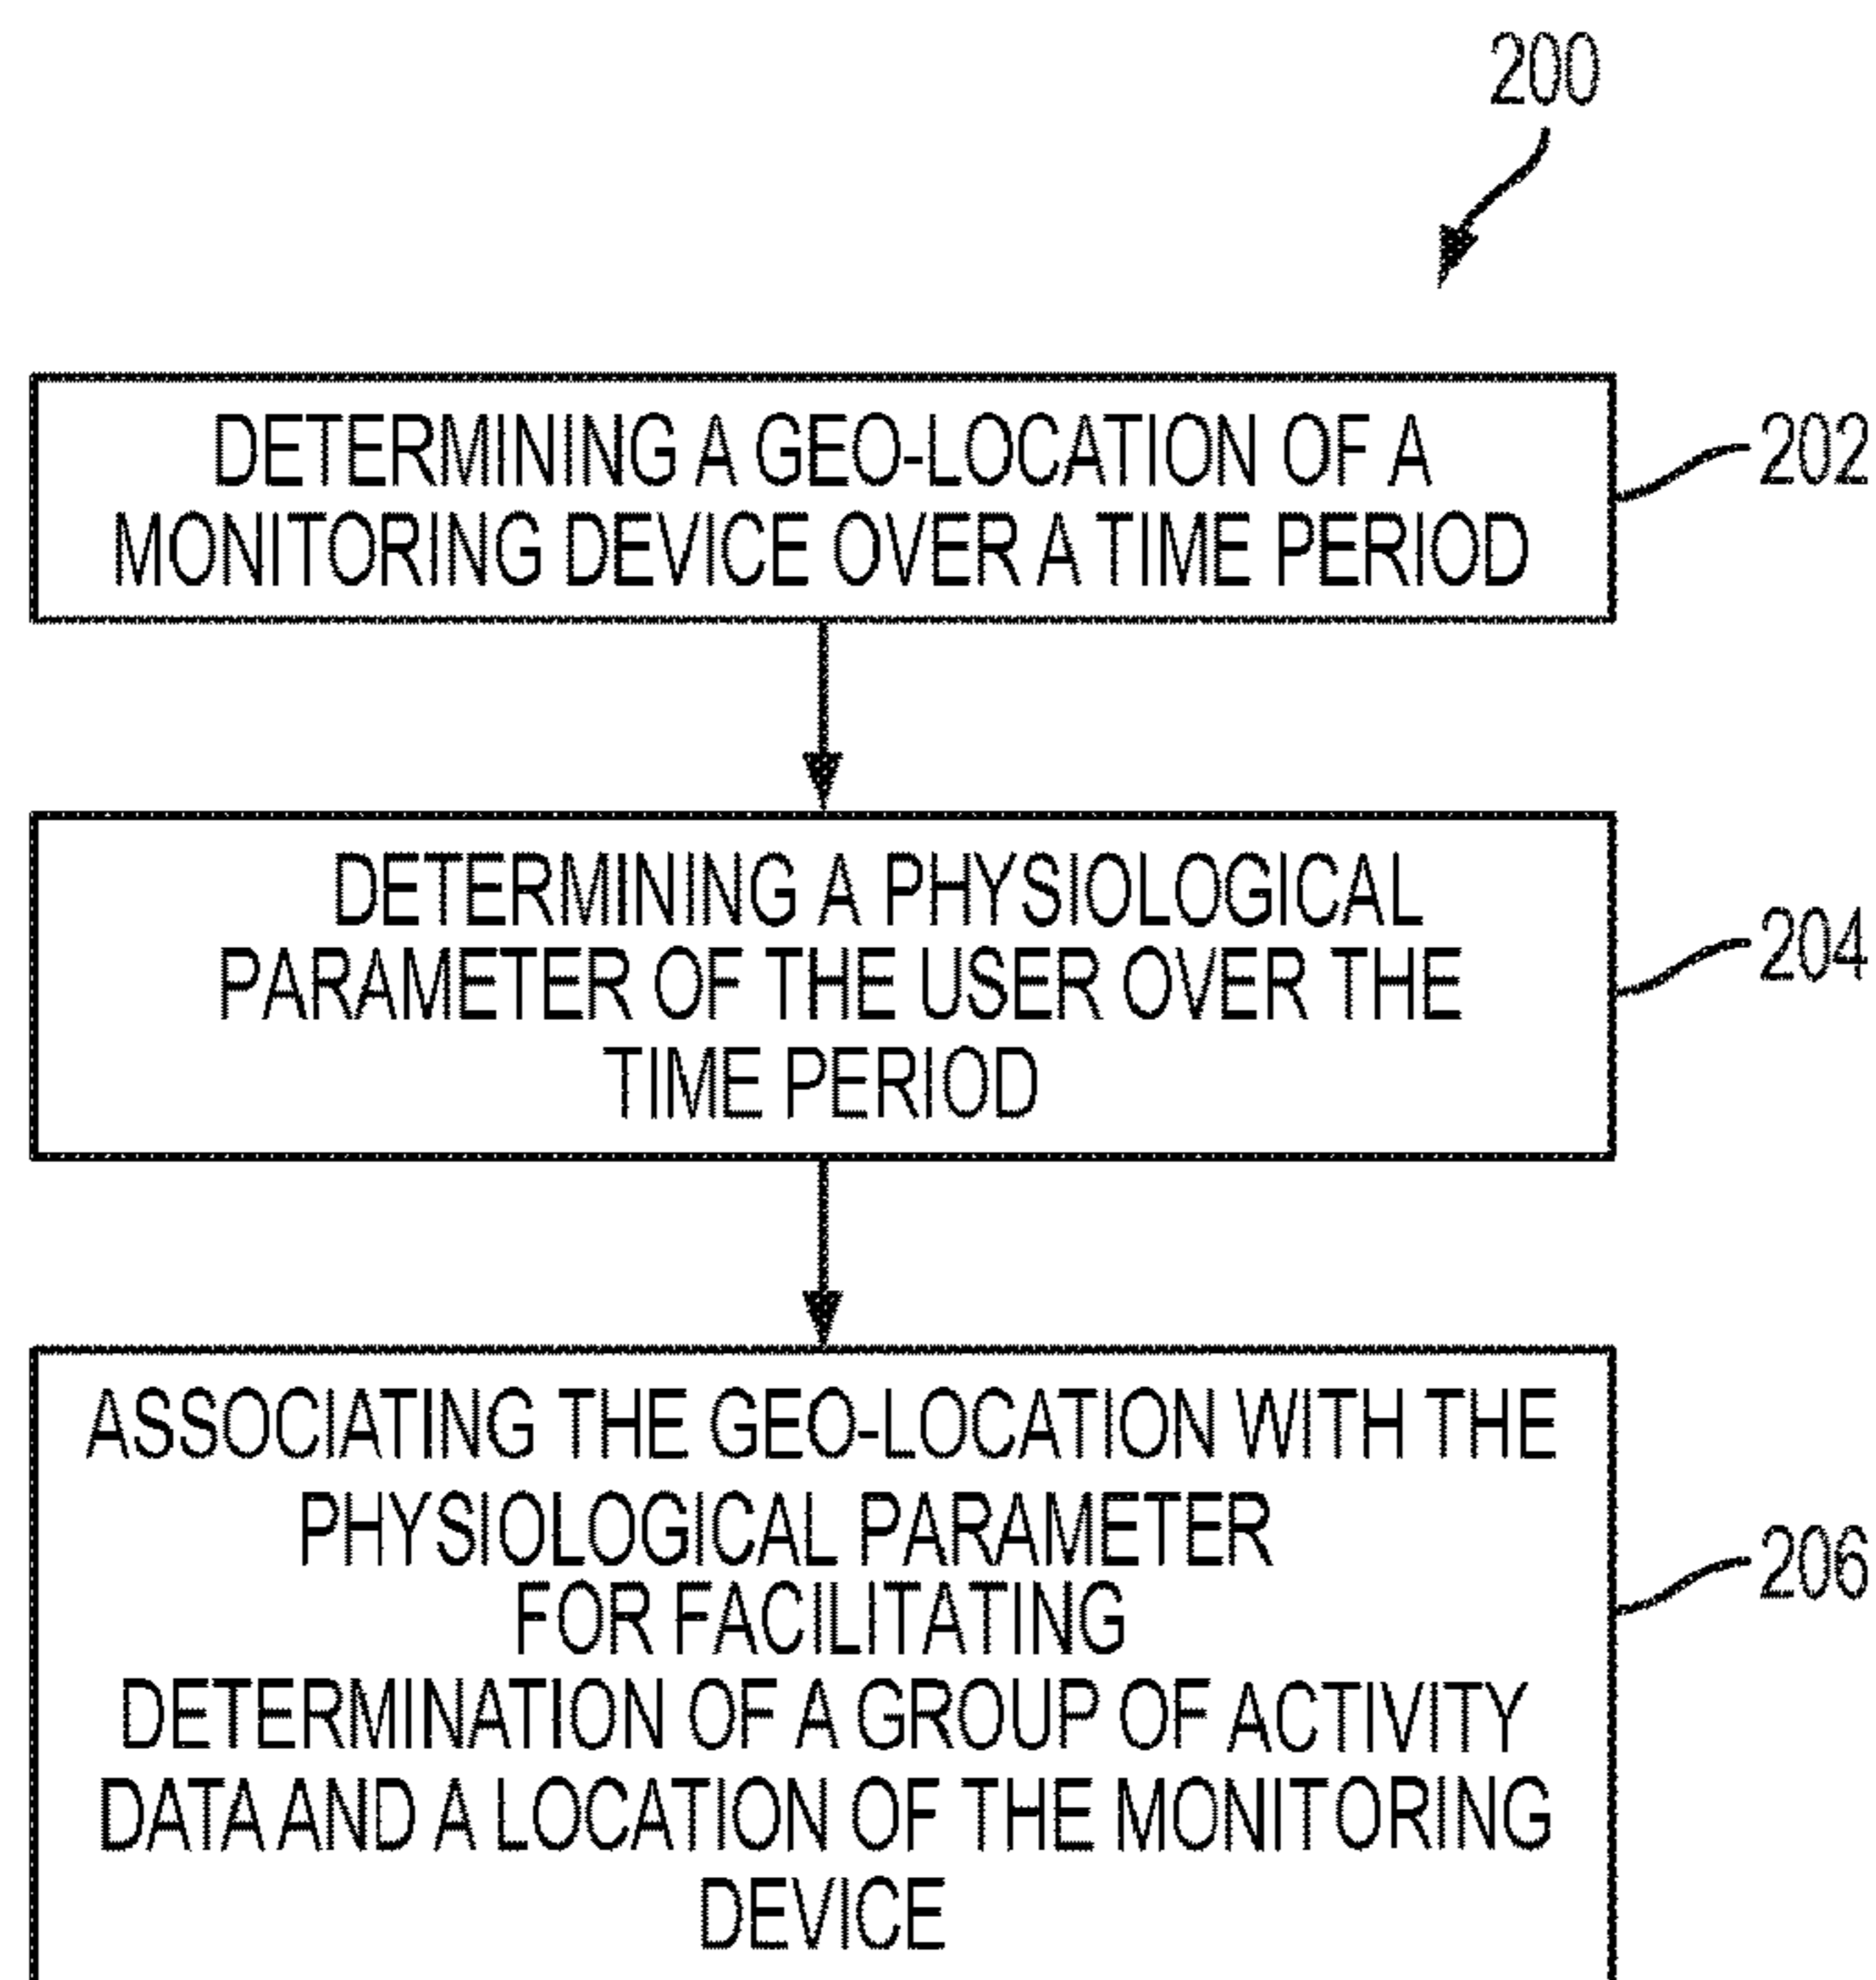 200
DETERMINING A GEO-LOCATION OF A
MONITORING DEVICE OVER A TIME PERIOD
202
DETERMINING A PHYSIOLOGICAL
PARAMETER OF THE USER OVER THE
TIME PERIOD
204
ASSOCIATING THE GEO-LOCATION WITH THE
PHYSIOLOGICAL PARAMETER
FOR FACILITATING
DETERMINATION OF A GROUP OF ACTIVITY
DATA AND A LOCATION OF THE MONITORING
DEVICE
206